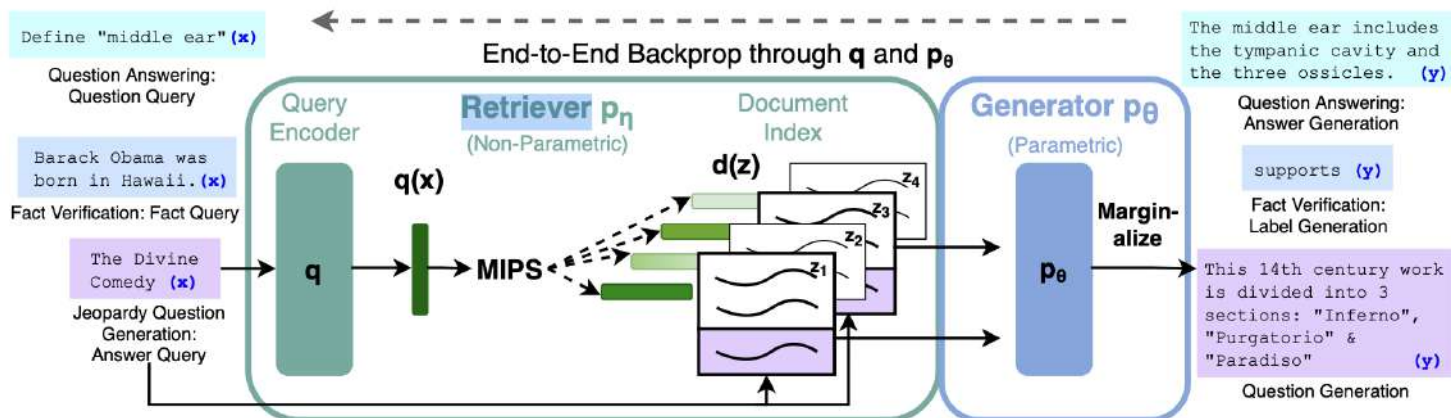 Define "middle ear" (x)
Question Answering:
Question Query
Barack Obama was
born in Hawaii. (x)
Fact Verification: Fact Query
The Divine
Comedy (x)
Jeopardy Question
Generation:
Answer Query
End-to-End Backprop through q and pθ
Query
Encoder
Retriever pη
(Non-Parametric)
Document
Index
q
q(x)
MIPS
d(z)
z4
z3
z2
z1
Generator pθ
(Parametric)
pθ
Margin-
alize
The middle ear includes
the tympanic cavity and
the three ossicles. (y)
Question Answering:
Answer Generation
supports (y)
Fact Verification:
Label Generation
This 14th century work
is divided into 3
sections: "Inferno",
"Purgatorio" &
"Paradiso" (y)
Question Generation